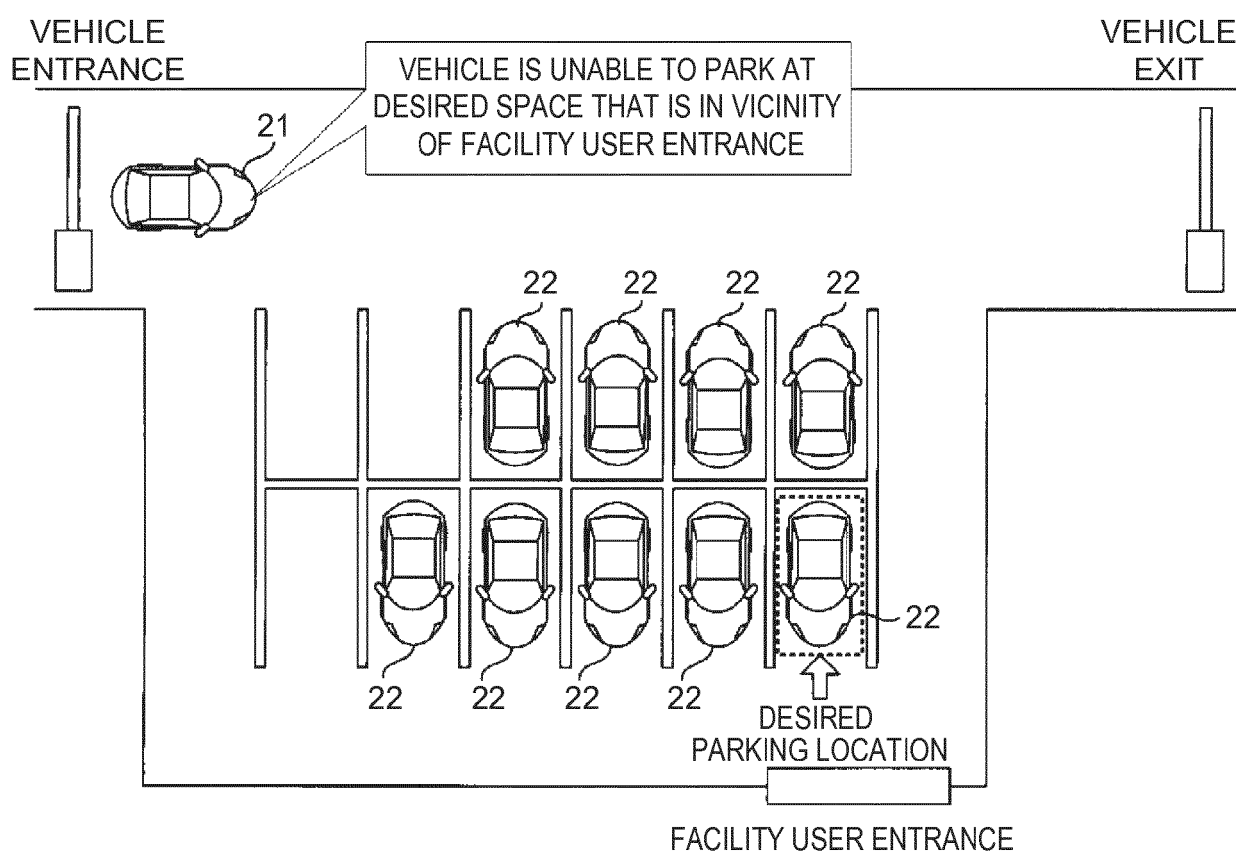 VEHICLE
ENTRANCE
VEHICLE IS UNABLE TO PARK AT
DESIRED SPACE THAT IS IN VICINITY
OF FACILITY USER ENTRANCE
VEHICLE
EXIT
21
22 22 22 22
22
22 22 22 22
DESIRED
PARKING LOCATION
FACILITY USER ENTRANCE